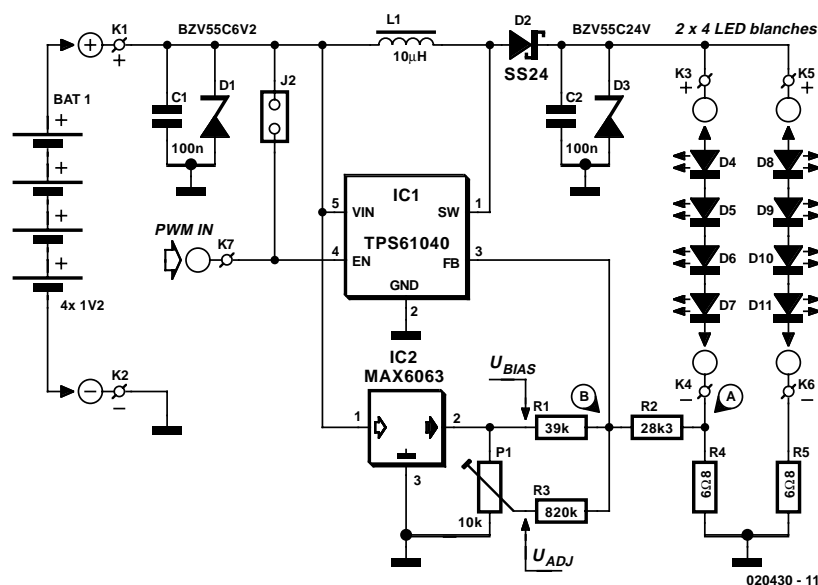 K1
+
BZV55C6V2
L1
10µH
D2
SS24
BZV55C24V
2 x 4 LED blanches
BAT 1
+
+
+
+
4x 1V2
C1
100n
D1
J2
C2
100n
D3
K3
+
K5
+
PWM IN
K7
IC1
TPS61040
5
VIN
4
EN
SW
1
FB
3
GND
2
D4
D5
D6
D7
D8
D9
D10
D11
K2
–
IC2
MAX6063
1
2
3
UBIAS
R1
39k
B
R2
28k3
K4
–
A
K6
–
P1
10k
R3
820k
UADJ
R4
6Ω8
R5
6Ω8
020430 - 11